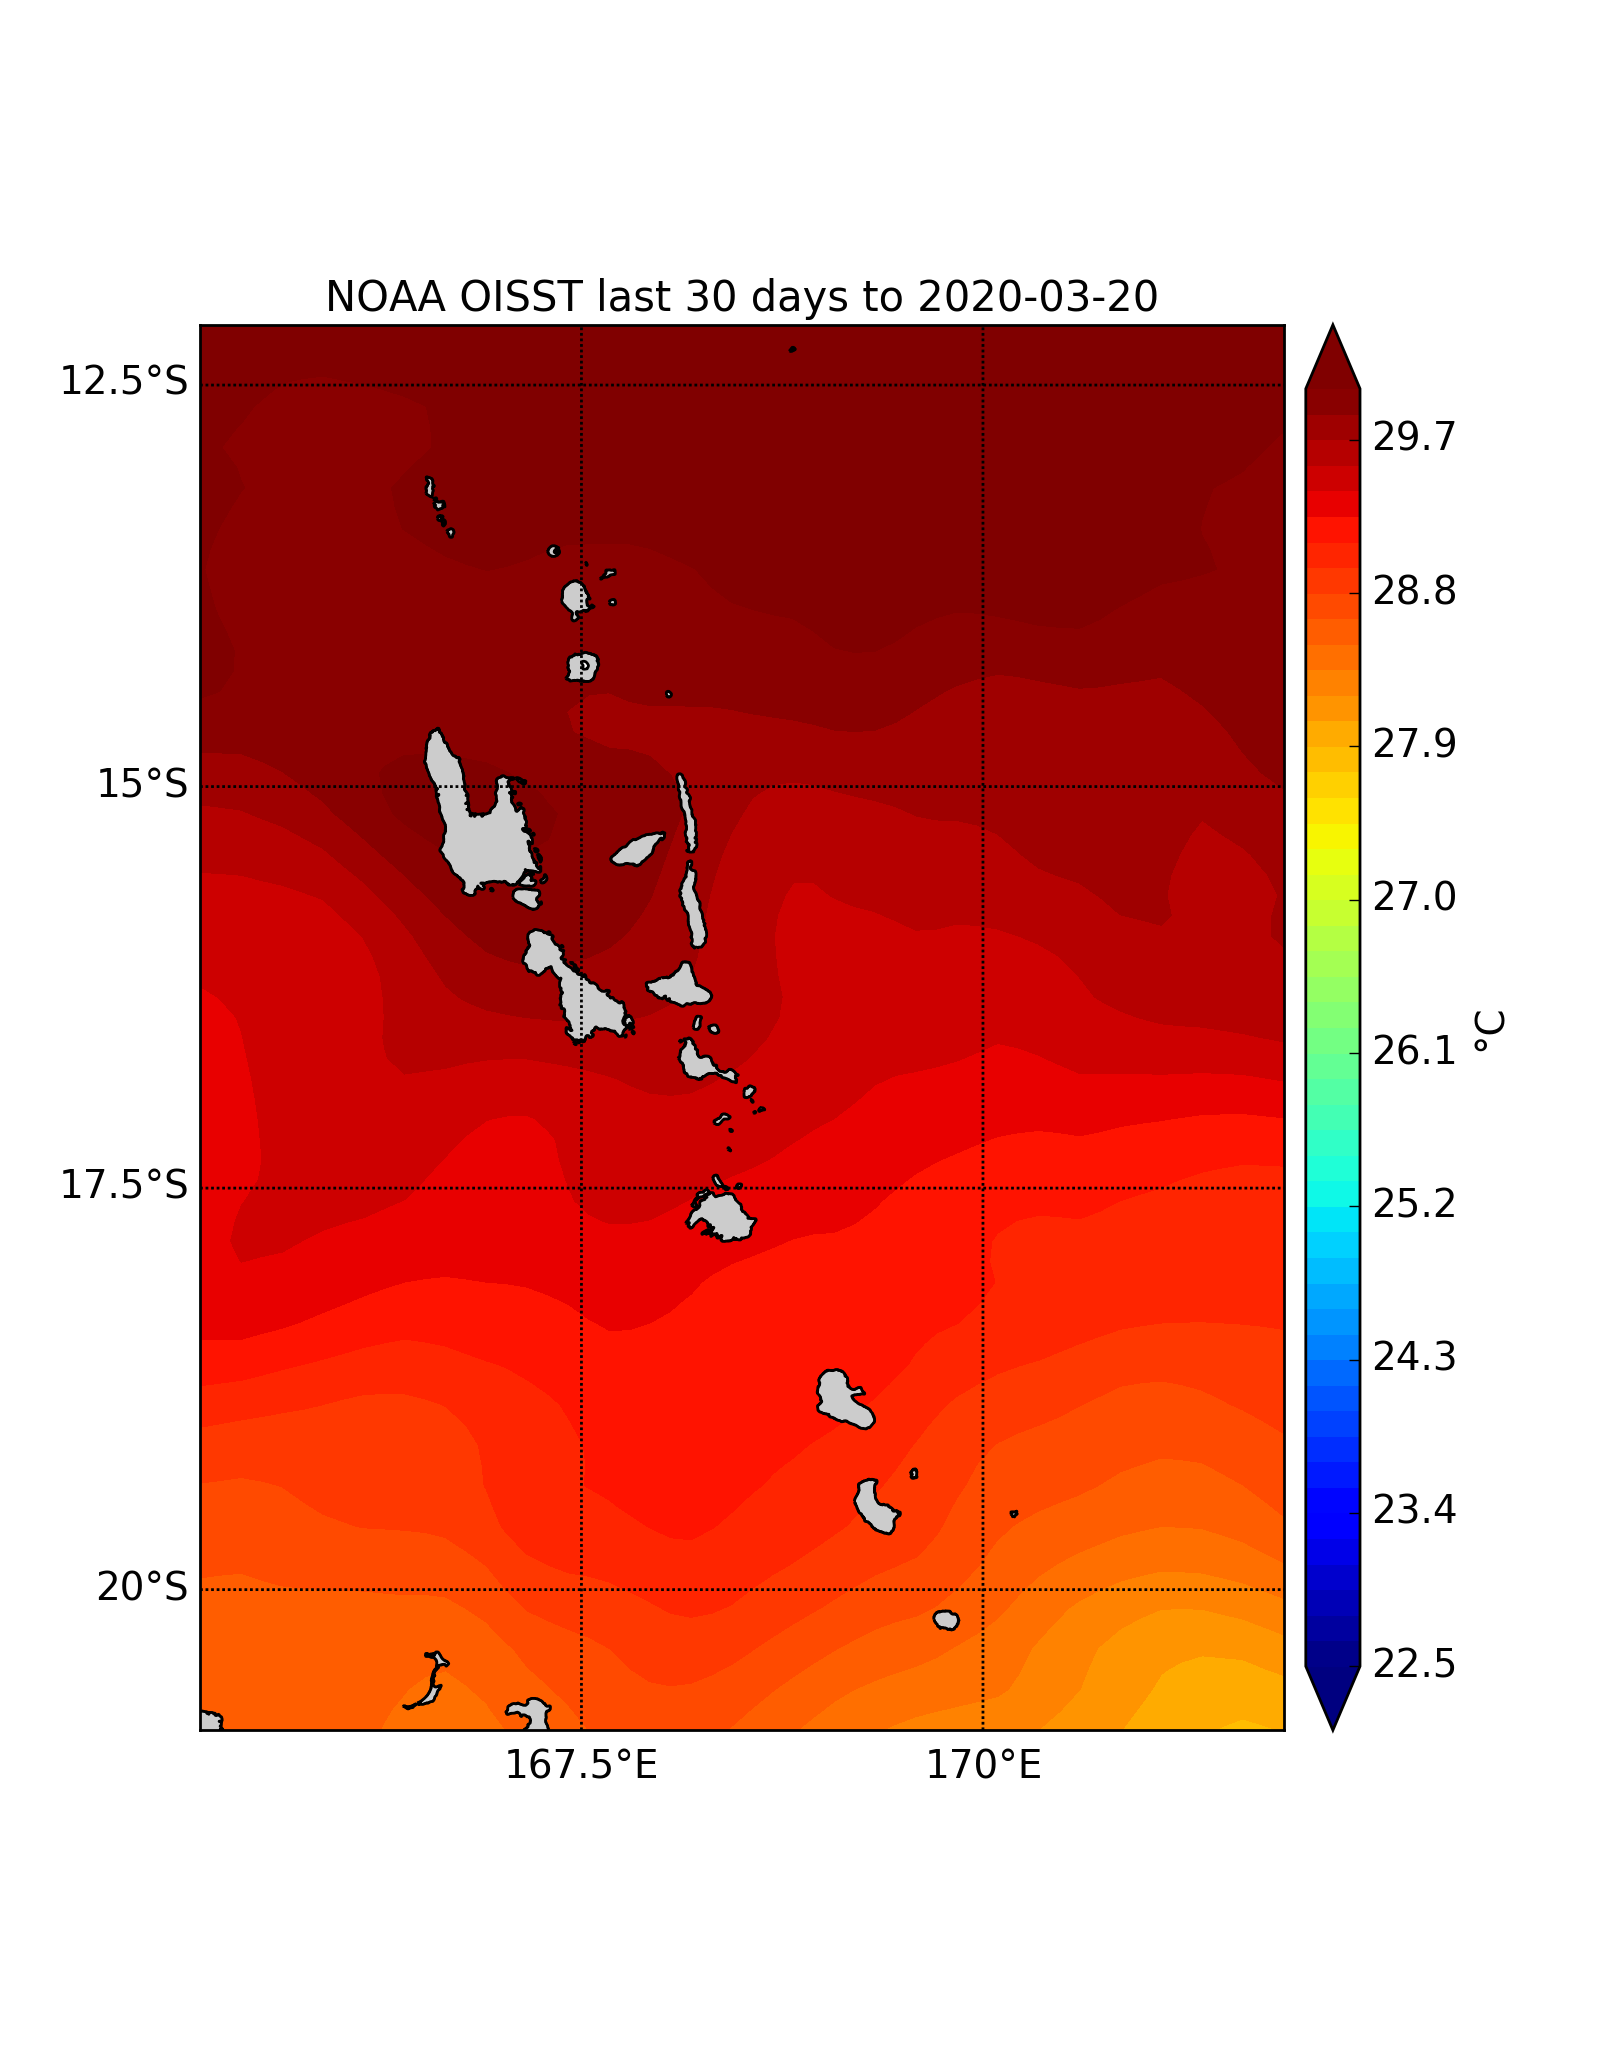 NOAA OISST last 30 days to 2020-03-20
12.5°S
15°S
17.5°S
20°S
167.5°E
170°E
29.7
28.8
27.9
27.0
26.1
25.2
24.3
23.4
22.5
°C